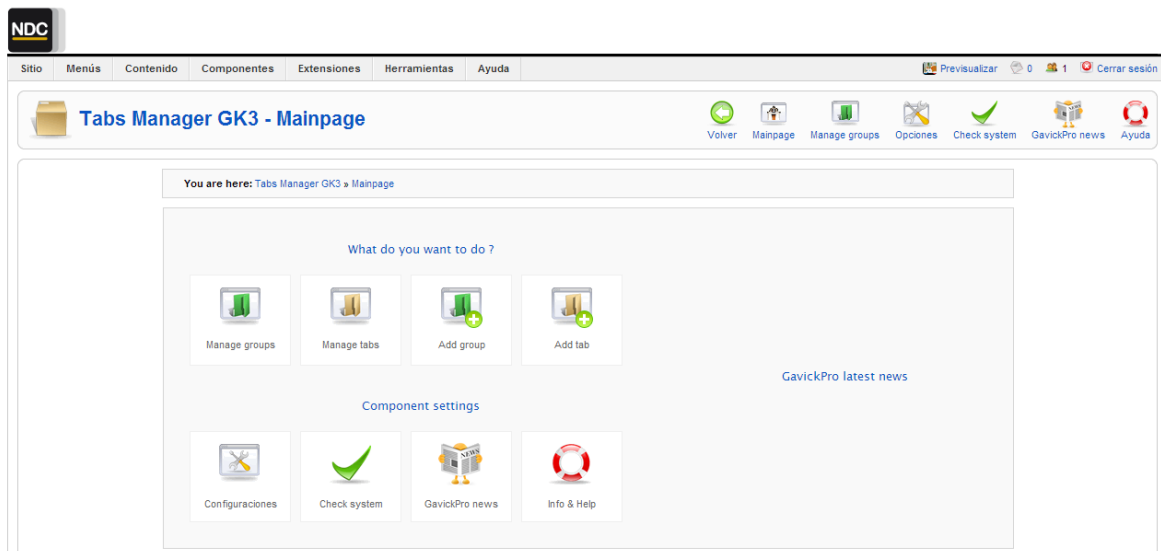 NDC
Sitio Menús Contenido Componentes Extensiones Herramientas Ayuda Previsualizar 0 1 Cerrar sesión
Tabs Manager GK3 - Mainpage
Volver Mainpage Manage groups Opciones Check system GavickPro news Ayuda
You are here: Tabs Manager GK3 » Mainpage
What do you want to do ?
Manage groups Manage tabs Add group Add tab
GavickPro latest news
Component settings
NEWS
Configuraciones Check system GavickPro news Info & Help